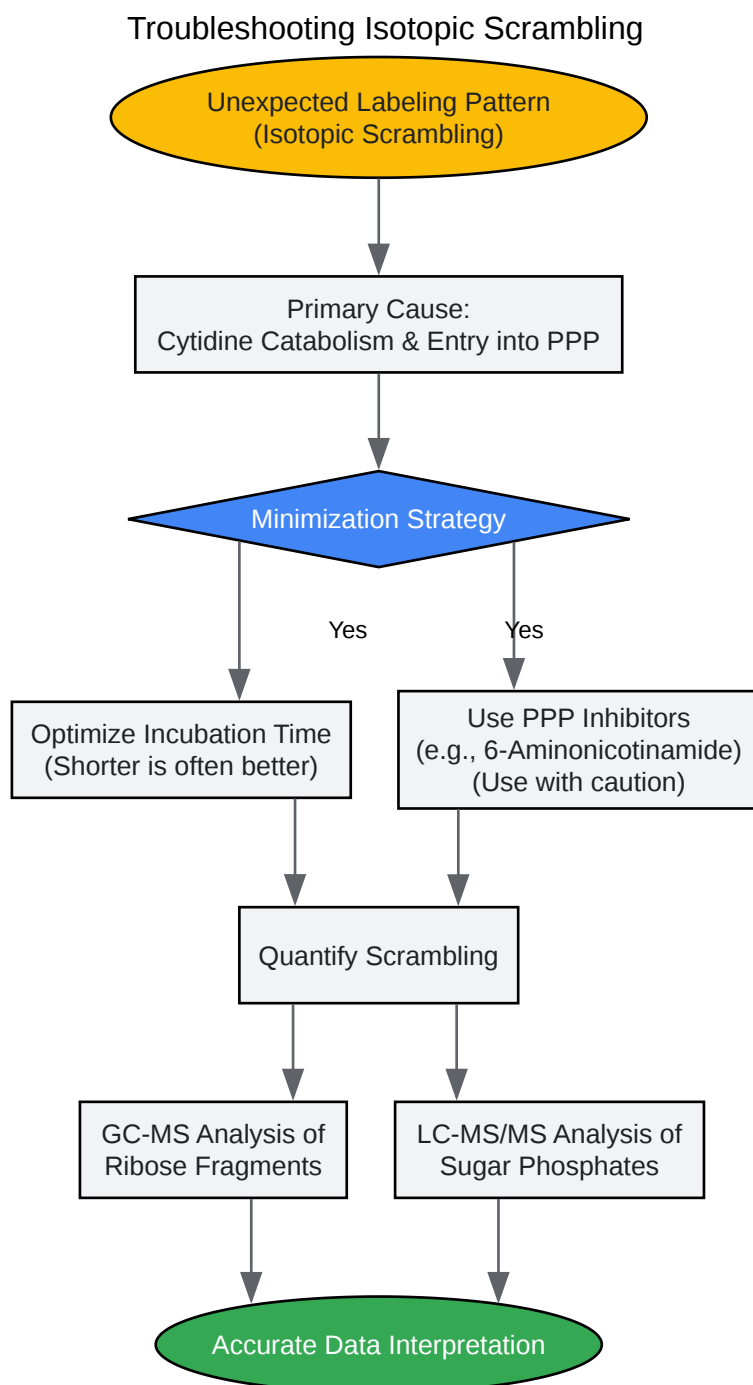 Troubleshooting Isotopic Scrambling
Unexpected Labeling Pattern
(Isotopic Scrambling)
Primary Cause:
Cytidine Catabolism & Entry into PPP
Minimization Strategy
Yes
Yes
Optimize Incubation Time
(Shorter is often better)
Use PPP Inhibitors
(e.g., 6-Aminonicotinamide)
(Use with caution)
Quantify Scrambling
GC-MS Analysis of
Ribose Fragments
LC-MS/MS Analysis of
Sugar Phosphates
Accurate Data Interpretation